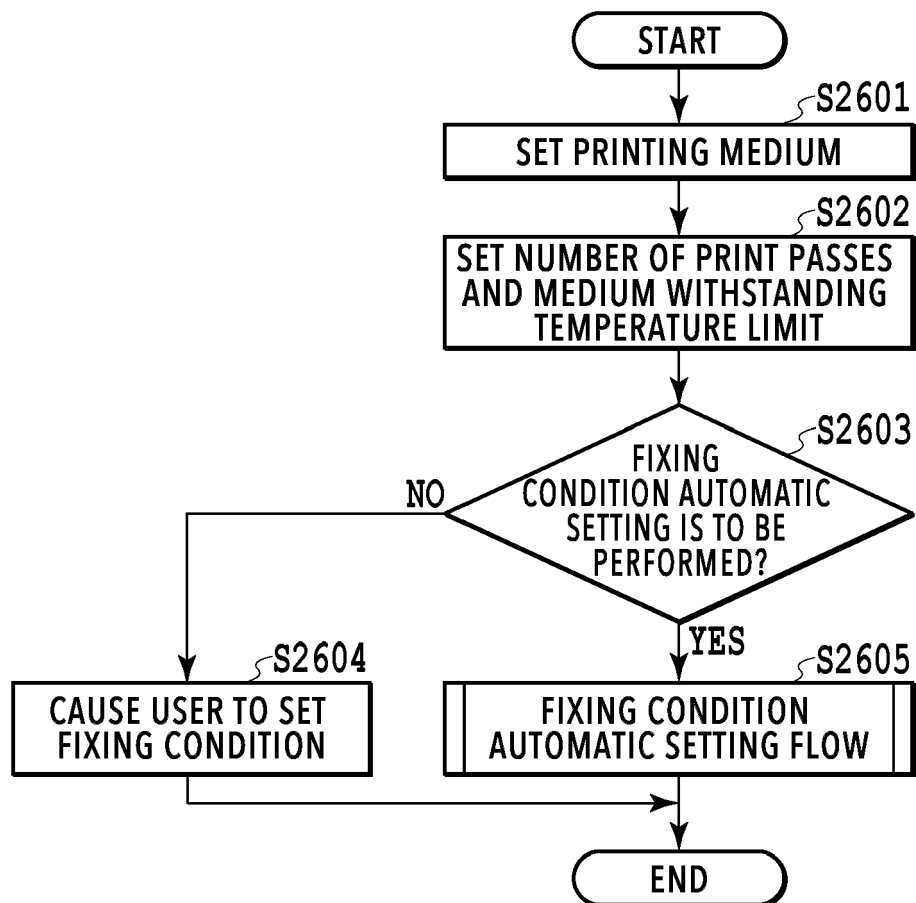 START
S2601
SET PRINTING MEDIUM
S2602
SET NUMBER OF PRINT PASSES
AND MEDIUM WITHSTANDING
TEMPERATURE LIMIT
S2603
FIXING
CONDITION AUTOMATIC
SETTING IS TO BE
PERFORMED?
NO
YES
S2604
CAUSE USER TO SET
FIXING CONDITION
S2605
FIXING CONDITION
AUTOMATIC SETTING FLOW
END